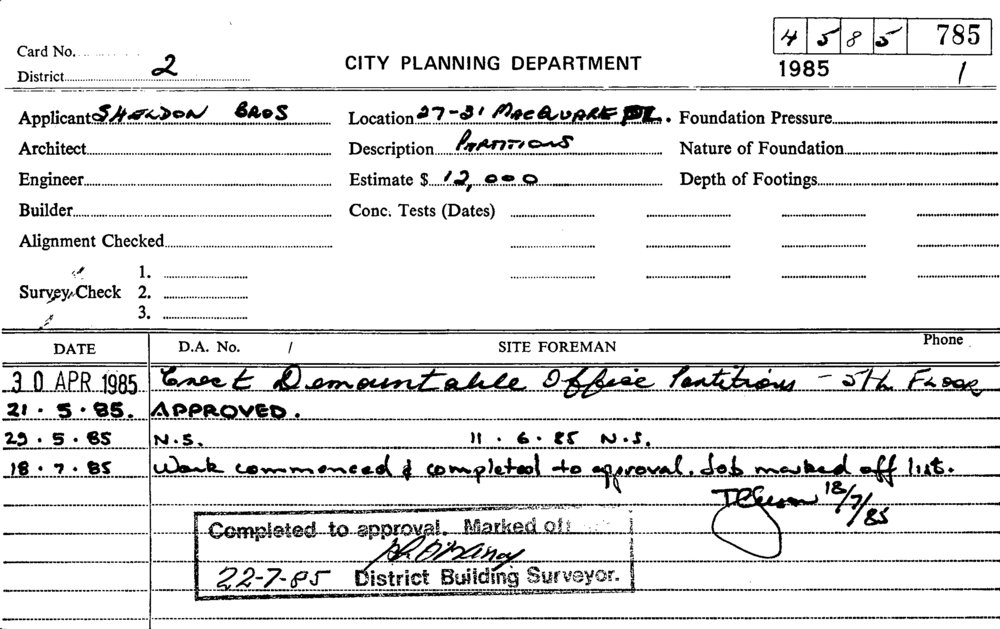 4 5 8 5 785
Card No.
1985 1
District 2
CITY PLANNING DEPARTMENT
Applicant SHELDON BROS Location 27-31 MACQUARE PL. Foundation Pressure
Architect Description PARTITIONS Nature of Foundation
Engineer Estimate $ 12,000 Depth of Footings
Builder Conc. Tests (Dates)
Alignment Checked
1.
Survey Check 2.
3.
DATE D.A. No. / SITE FOREMAN Phone
30 APR 1985 Erect Demountable Office Partitions - 5th FLOOR
21 . 5 . 85. APPROVED.
29 . 5 . 85 N.S. 11 . 6 . 85 N.S.
18 . 7 . 85 Work commenced & completed to approval. Job marked off list.
18/7/85
Completed to approval. Marked off
22-7-85 District Building Surveyor.